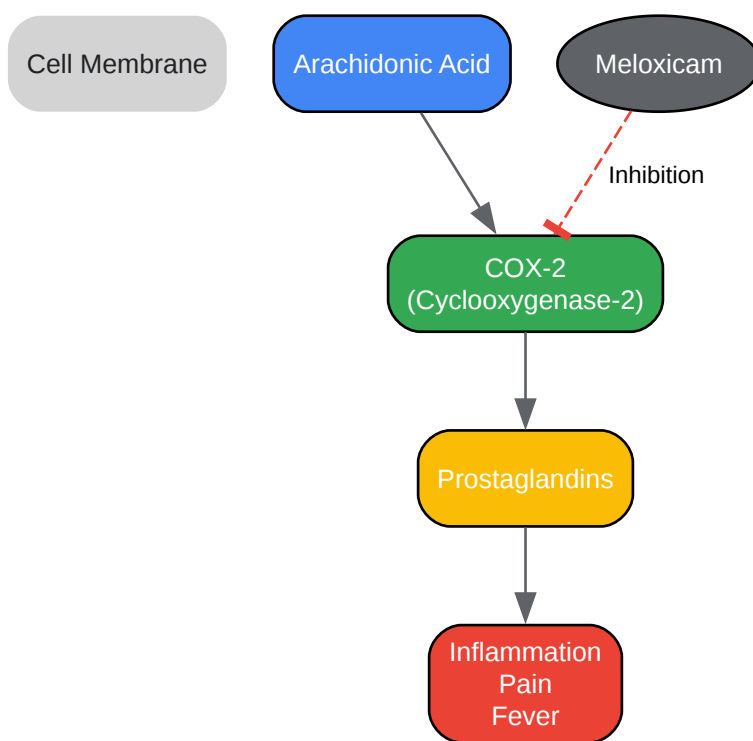 Cell Membrane
Arachidonic Acid
Meloxicam
Inhibition
COX-2
(Cyclooxygenase-2)
Prostaglandins
Inflammation
Pain
Fever